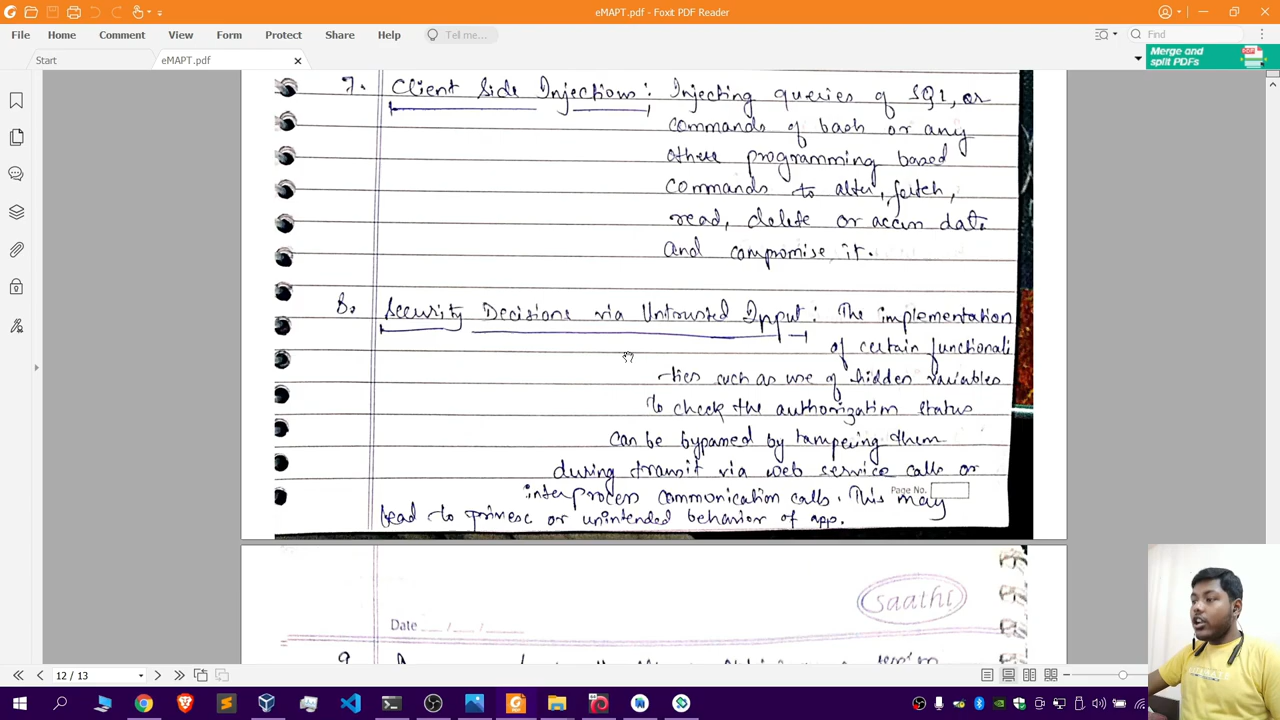 eMAPT.pdf - Foxit PDF Reader
File Home Comment View Form Protect Share Help Tell me... Find
Start eMAPT.pdf
Merge and
split PDFs
7. Client Side Injections: Injecting queries of SQL, or
commands of bash or any
other programming based
commands to alter, fetch,
read, delete or access data
and compromise it.
8. Security Decisions via Untrusted Input: The implementation
of certain functionali
-ties such as use of hidden variables
to check the authorization status
can be bypassed by tampering them
during transit via web service calls or
interprocess communication calls. This may
Page No.
lead to privesc or unintended behavior of app.
saathi
Date __/__/__
9.
12 / 13